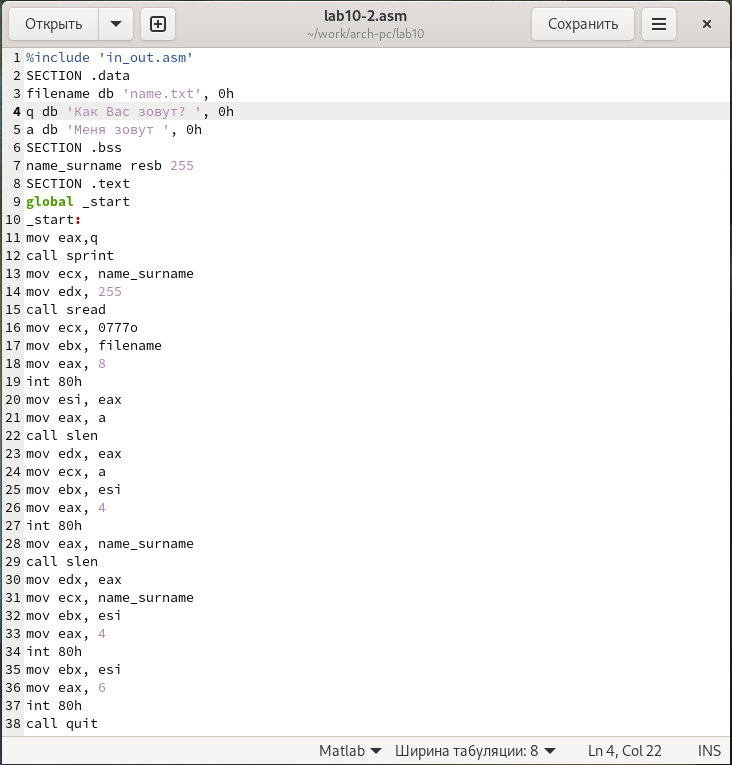 Открыть
lab10-2.asm
~/work/arch-pc/lab10
Сохранить
1 %include 'in_out.asm'
2 SECTION .data
3 filename db 'name.txt', 0h
4 q db 'Как Вас зовут? ', 0h
5 a db 'Меня зовут ', 0h
6 SECTION .bss
7 name_surname resb 255
8 SECTION .text
9 global _start
10 _start:
11 mov eax,q
12 call sprint
13 mov ecx, name_surname
14 mov edx, 255
15 call sread
16 mov ecx, 0777o
17 mov ebx, filename
18 mov eax, 8
19 int 80h
20 mov esi, eax
21 mov eax, a
22 call slen
23 mov edx, eax
24 mov ecx, a
25 mov ebx, esi
26 mov eax, 4
27 int 80h
28 mov eax, name_surname
29 call slen
30 mov edx, eax
31 mov ecx, name_surname
32 mov ebx, esi
33 mov eax, 4
34 int 80h
35 mov ebx, esi
36 mov eax, 6
37 int 80h
38 call quit
Matlab Ширина табуляции: 8 Ln 4, Col 22 INS